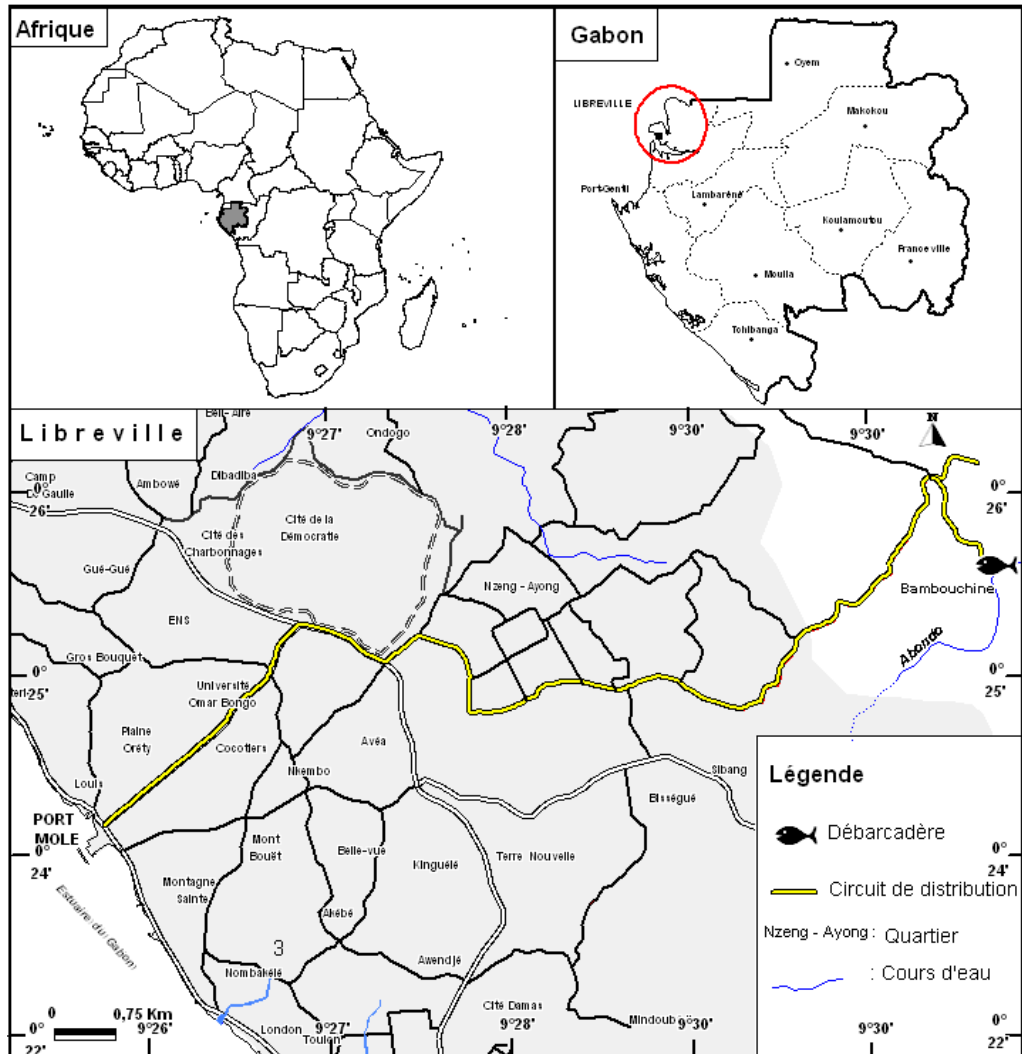 Afrique
Gabon
Oyem
LIBREVILLE
Makokou
Port-Gentil
Lambaréné
Koulamoutou
France ville
Mouila
Tchibanga
Libreville
Bell-Aire
9°27'
Ondogo
9°28'
9°30'
9°30'
N
Camp
De Gaulle
Ambowé
Dibadiba
0°
26'
0°
26'
Cité des
Charbonnages
Cité de la
Démocratie
Gué-Gué
Nzeng - Ayong
Bambouchine
ENS
Abondo
Gros Bouquet
0°
25'
0°
25'
Université
Omar Bongo
Plaine
Oréty
Cocotiers
Avéa
Nkembo
Sibang
Louis
Bisségué
PORT
MOLE
Mont
Bouët
Belle-vue
Kinguélé
Terre Nouvelle
0°
24'
0°
24'
Montagne
Sainte
Estuaire du Gabon
Akébé
3
Nombakélé
Awendjé
Cité Damas
London
Toulon
Mindoubé
0
0,75 Km
0°
22'
0°
22'
9°26'
9°27'
9°28'
9°30'
9°30'
Légende
Débarcadère
Circuit de distribution
Nzeng - Ayong : Quartier
: Cours d'eau